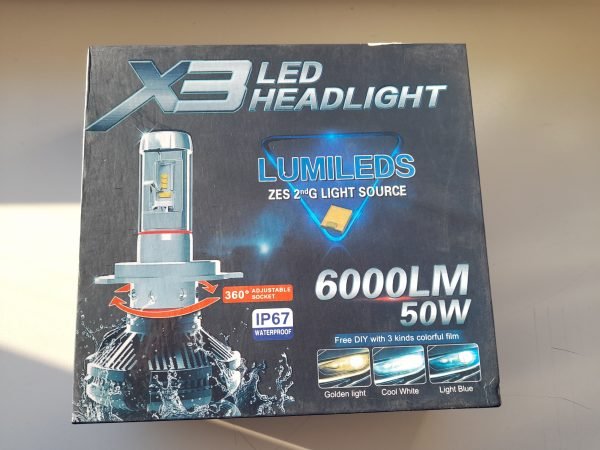 X3 LED
HEADLIGHT
LUMILEDS
ZES 2ndG LIGHT SOURCE
360° ADJUSTABLE
SOCKET
IP67
WATERPROOF
6000LM
50W
Free DIY with 3 kinds colorful film
Golden light
Cool White
Light Blue